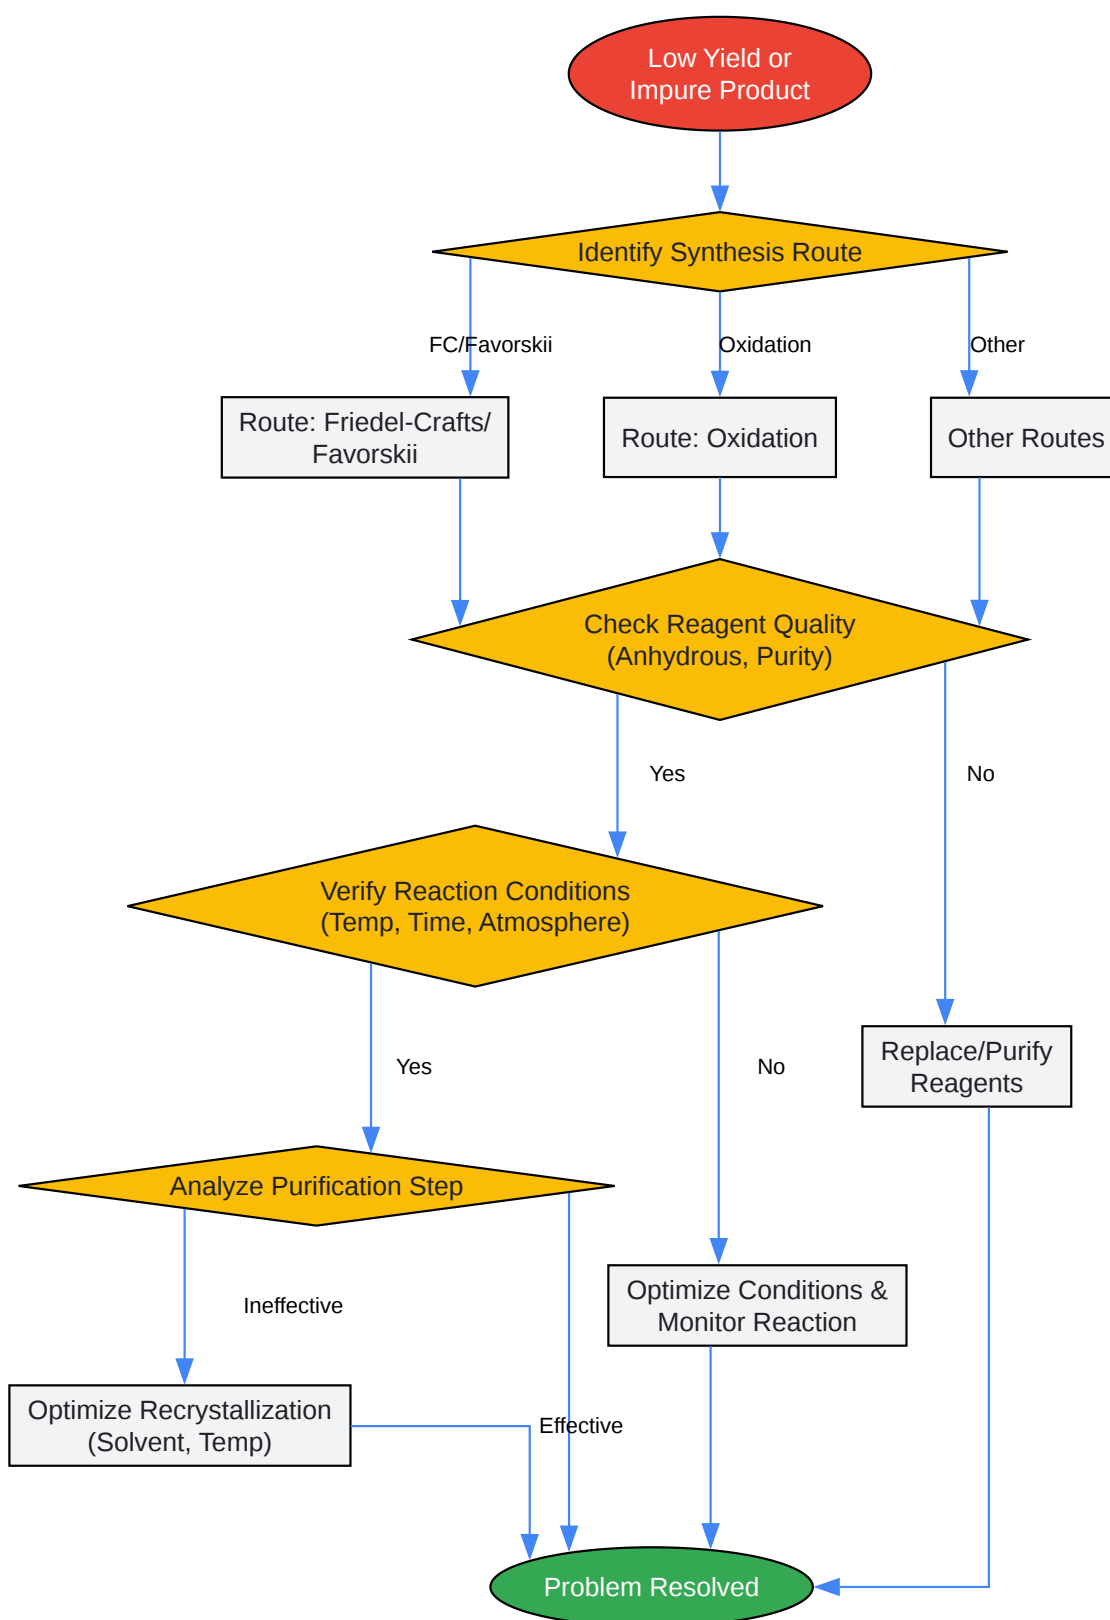 Low Yield or
Impure Product
Identify Synthesis Route
FC/Favorskii
Oxidation
Other
Route: Friedel-Crafts/
Favorskii
Route: Oxidation
Other Routes
Check Reagent Quality
(Anhydrous, Purity)
Yes
No
Verify Reaction Conditions
(Temp, Time, Atmosphere)
Yes
No
Replace/Purify
Reagents
Analyze Purification Step
Ineffective
Optimize Conditions &
Monitor Reaction
Optimize Recrystallization
(Solvent, Temp)
Effective
Problem Resolved